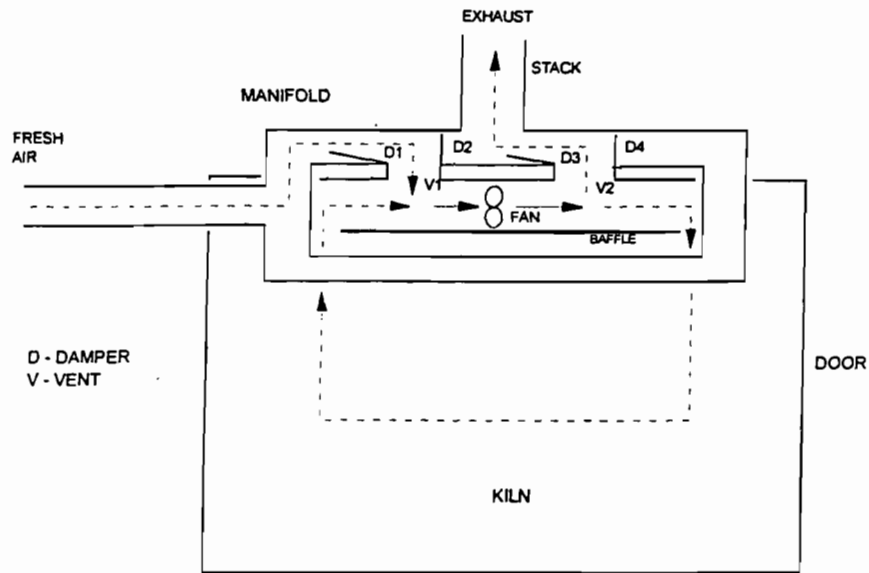 EXHAUST
STACK
MANIFOLD
FRESH
AIR
D1
D2
D3
D4
V1
V2
FAN
BAFFLE
D - DAMPER
V - VENT
DOOR
KILN